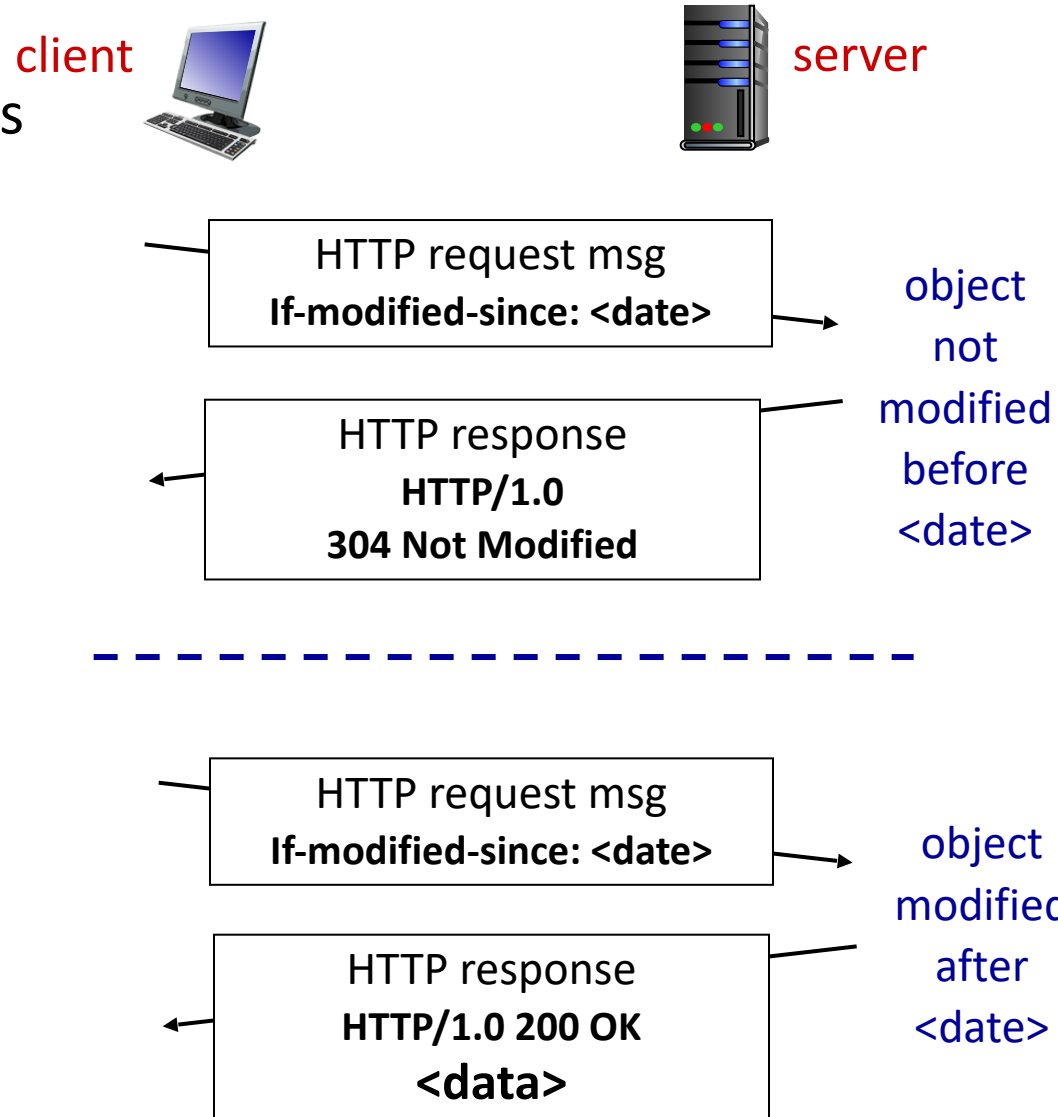 client
server
s
HTTP request msg
If-modified-since: <date>
object
not
modified
before
<date>
HTTP response
HTTP/1.0
304 Not Modified
HTTP request msg
If-modified-since: <date>
object
modified
after
<date>
HTTP response
HTTP/1.0 200 OK
<data>